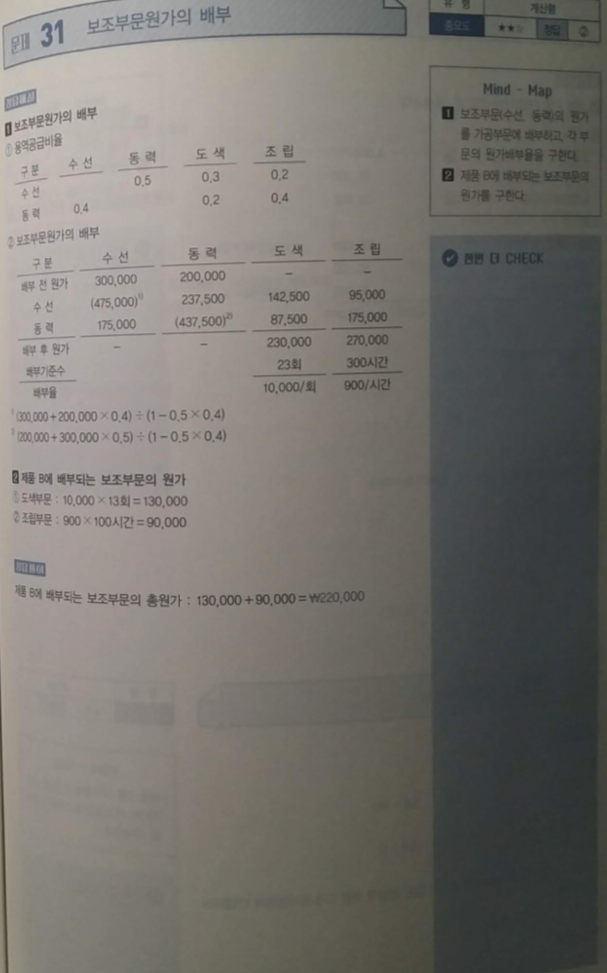 문제 31 보조부문원가의 배부
유 형 계산형
중요도 ★★☆ 정답 ②
정답해설
1 보조부문원가의 배부
① 용역공급비율
구분 수선 동력 도색 조립
수선 0.5 0.3 0.2
동력 0.4 0.2 0.4
② 보조부문원가의 배부
구분 수선 동력 도색 조립
배부 전 원가 300,000 200,000 – –
수선 (475,000)¹⁾ 237,500 142,500 95,000
동력 175,000 (437,500)²⁾ 87,500 175,000
배부 후 원가 – – 230,000 270,000
배부기준수 23회 300시간
배부율 10,000/회 900/시간
¹⁾ (300,000+200,000×0.4)÷(1-0.5×0.4)
²⁾ (200,000+300,000×0.5)÷(1-0.5×0.4)
2 제품 B에 배부되는 보조부문의 원가
① 도색부문 : 10,000×13회=130,000
② 조립부문 : 900×100시간=90,000
제품 B에 배부되는 보조부문의 총원가 : 130,000+90,000=₩220,000
Mind - Map
1 보조부문(수선, 동력)의 원가
를 가공부문에 배부하고, 각 부
문의 원가배부율을 구한다.
2 제품 B에 배부되는 보조부문의
원가를 구한다.
한번 더 CHECK